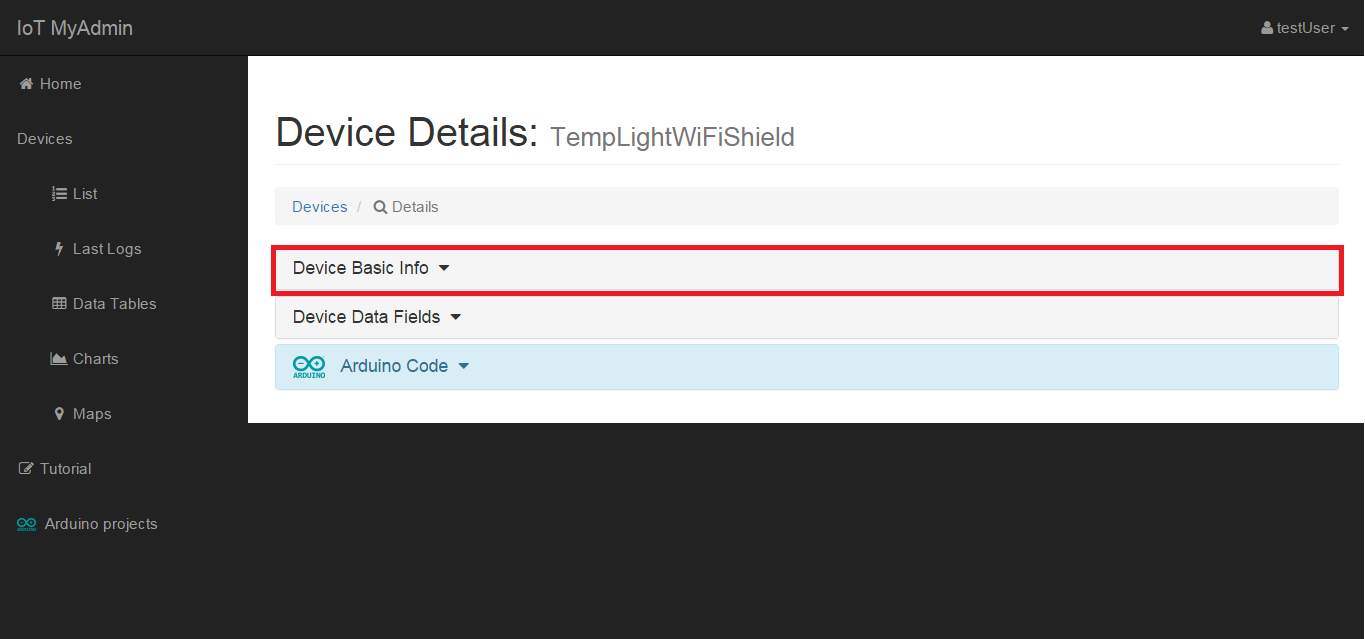 IoT MyAdmin
testUser
Home
Devices
List
Last Logs
Data Tables
Charts
Maps
Tutorial
Arduino projects
Device Details: TempLightWiFiShield
Devices / Details
Device Basic Info
Device Data Fields
ARDUINO Arduino Code